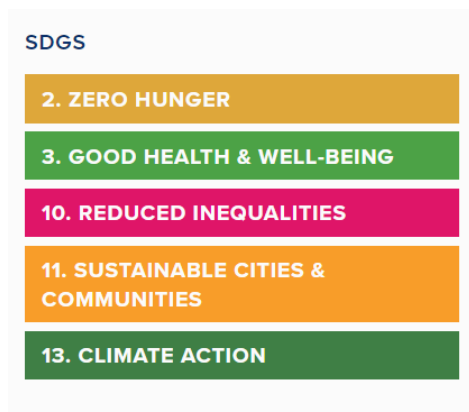 SDGS
2. ZERO HUNGER
3. GOOD HEALTH & WELL-BEING
10. REDUCED INEQUALITIES
11. SUSTAINABLE CITIES &
COMMUNITIES
13. CLIMATE ACTION